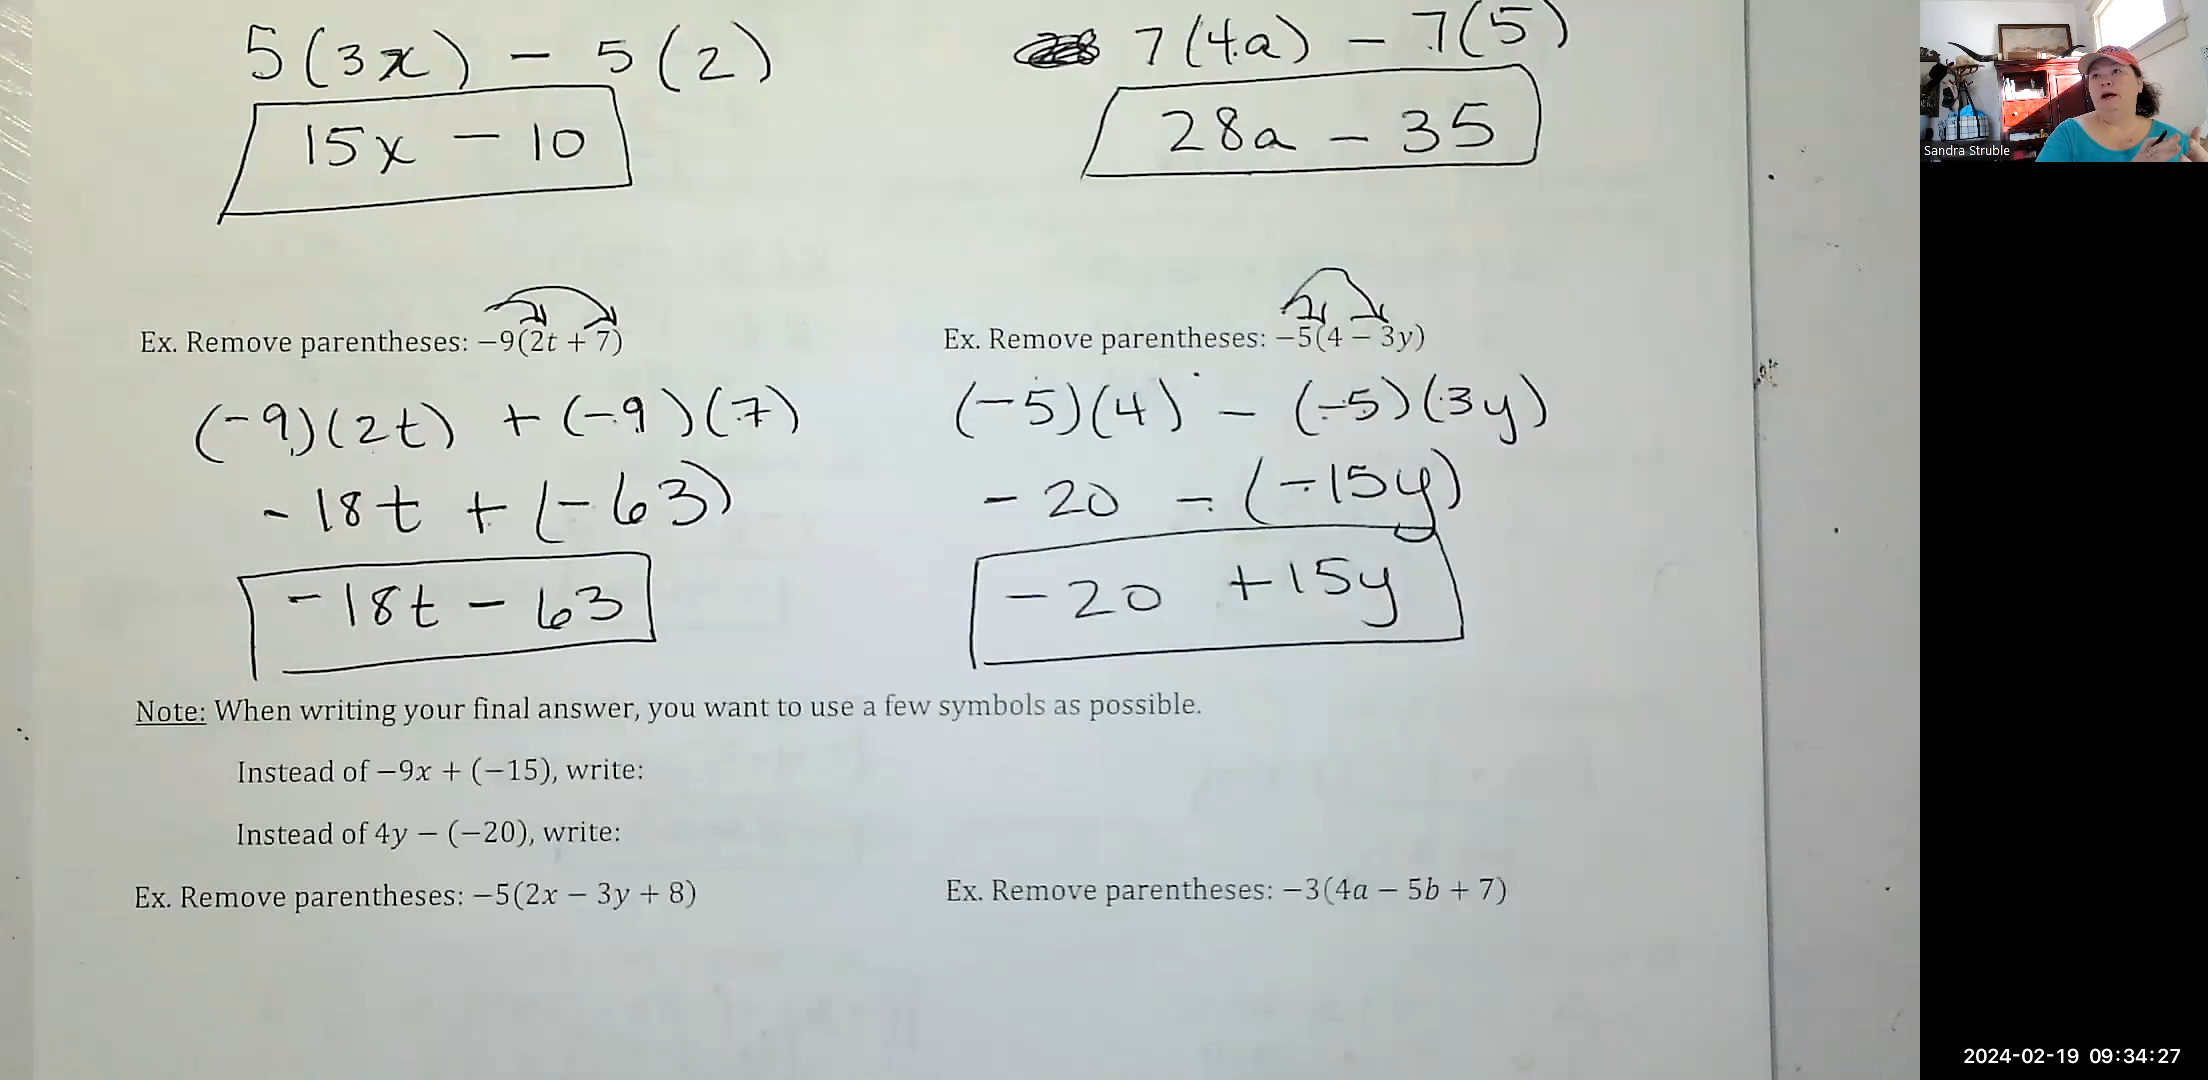 5(3x) − 5(2)
15x − 10
7(4a) − 7(5)
28a − 35
Sandra Struble
Ex. Remove parentheses: −9(2t + 7)
(−9)(2t) + (−9)(7)
−18t + (−63)
−18t − 63
Ex. Remove parentheses: −5(4 − 3y)
(−5)(4) − (−5)(3y)
−20 − (−15y)
−20 +15y
Note: When writing your final answer, you want to use a few symbols as possible.
Instead of −9x + (−15), write:
Instead of 4y − (−20), write:
Ex. Remove parentheses: −5(2x − 3y + 8)
Ex. Remove parentheses: −3(4a − 5b + 7)
2024-02-19 09:34:27